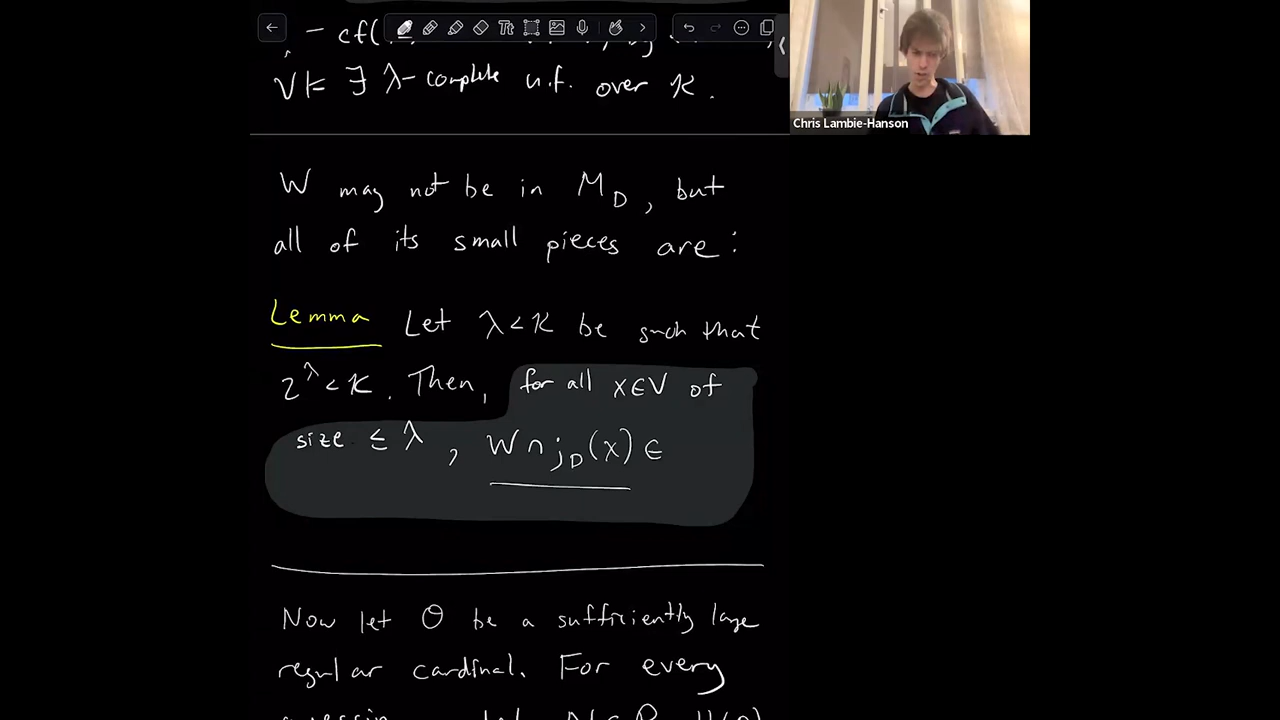 cf(
V ⊨ ∃ λ-complete u.f. over κ.
Chris Lambie-Hanson
W may not be in M_D, but
all of its small pieces are:
Lemma Let λ<κ be such that
2^λ<κ. Then, for all x∈V of
size ≤ λ, W∩j_D(x)∈
Now let θ be a sufficiently large
regular cardinal. For every